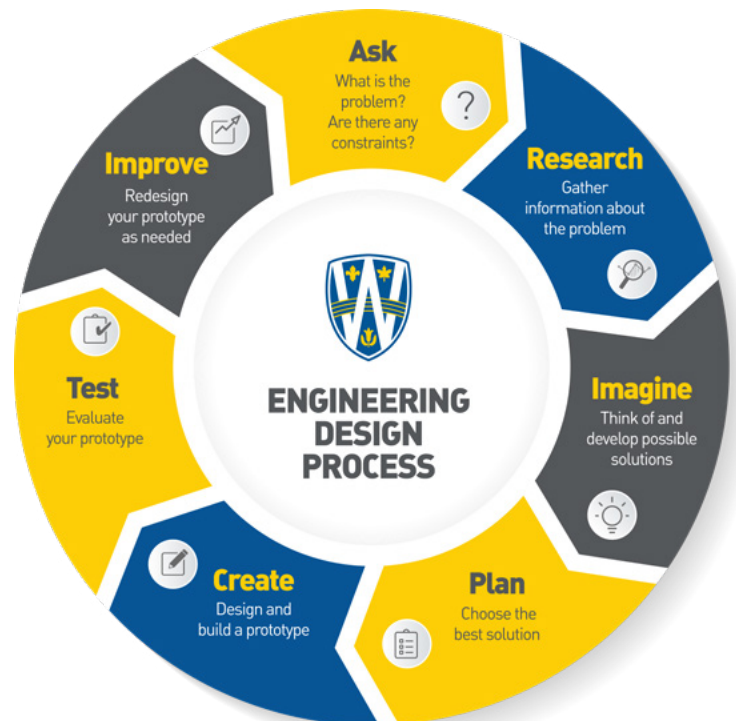 Ask
What is the
problem?
Are there any
constraints?
?
Research
Gather
information about
the problem
Imagine
Think of and
develop possible
solutions
Plan
Choose the
best solution
Create
Design and
build a prototype
Test
Evaluate
your prototype
Improve
Redesign
your prototype
as needed
W
ENGINEERING
DESIGN
PROCESS